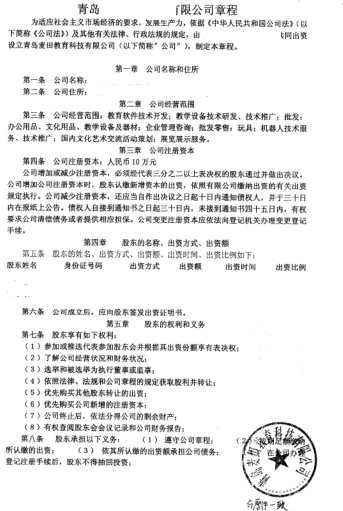 青岛 有限公司章程
为适应社会主义市场经济的要求，发展生产力，依据《中华人民共和国公司法》（以
下简称《公司法》）及其他有关法律、行政法规的规定，由 共同出资
设立青岛麦田教育科技有限公司（以下简称"公司"），制定本章程。
第一章 公司名称和住所
第一条 公司名称：
第二条 公司住所：
第二章 公司经营范围
第三条 公司经营范围：教育软件技术开发；教学设备技术研发、技术推广；批发：
办公用品、文化用品、教学设备及器材；企业管理咨询；批发零售：玩具；机器人技术服
务、技术推广；国内文化艺术交流活动策划；展览展示服务。
第三章 公司注册资本
第四条 公司注册资本：人民币10万元
公司增加或减少注册资本，必须经代表三分之二以上表决权的股东通过并做出决议。
公司增加公司注册资本时，股东认缴新增资本的出资，依照有限公司缴纳出资的有关出资
规定执行。公司减少注册资本，还应当自作出决议之日起十日内通知债权人，并于三十日
内在报纸上公告。债权人自接到通知书之日起三十日内，未接到通知书四十五日内，有权
要求公司清偿债务或者提供相应担保。公司变更注册资本应依法向登记机关办理变更登记
手续。
第四章 股东的名称、出资方式、出资额
第五条 股东的姓名、出资方式、出资额、出资时间、出资比例如下：
股东姓名 身份证号码 出资方式 出资额 出资时间 出资比例
第六条 公司成立后，应向股东签发出资证明书。
第五章 股东的权利和义务
第七条 股东享有如下权利：
（1）参加或推选代表参加股东会并根据其出资份额享有表决权；
（2）了解公司经营状况和财务状况；
（3）选举和被选举为执行董事或监事；
（4）依照法律、法规和公司章程的规定获取股利并转让；
（5）优先购买其他股东转让的出资；
（6）优先购买公司新增的注册资本；
（7）公司终止后，依法分得公司的剩余财产；
（8）有权查阅股东会会议记录和公司财务报告；
第八条 股东承担以下义务：（1）遵守公司章程；（2）按期足额缴纳
所认缴的出资；（3）依其所认缴的出资额承担公司债务；在公司办
理登记注册手续后，股东不得抽回投资；
与原件一致